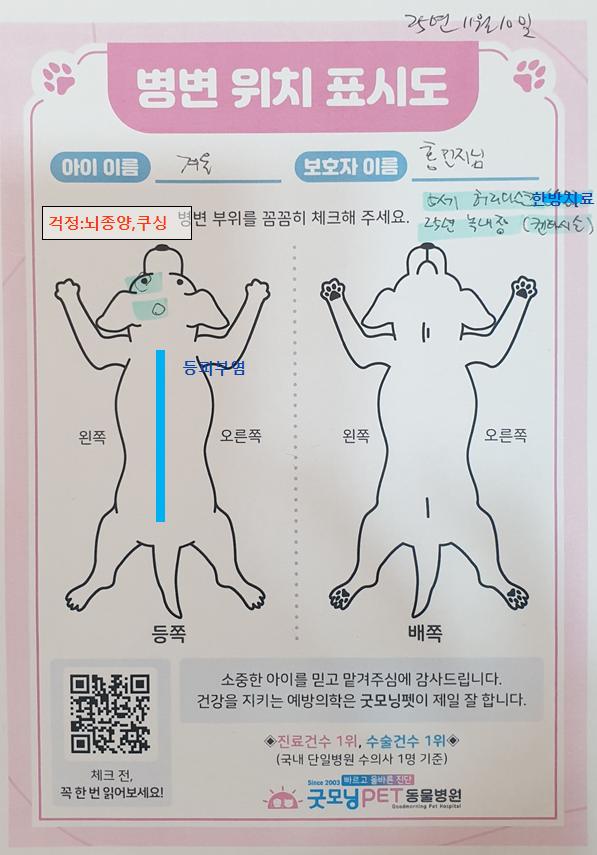 25년 11월 10일
병변 위치 표시도
아이 이름 겨울
보호자 이름 홍민지님
허리디스크 한방치료
걱정:뇌종양,쿠싱
병변 부위를 꼼꼼히 체크해 주세요.
25년 녹내장
등피부염
왼쪽
오른쪽
왼쪽
오른쪽
등쪽
배쪽
소중한 아이를 믿고 맡겨주심에 감사드립니다.
건강을 지키는 예방의학은 굿모닝펫이 제일 잘 합니다.
체크 전,
꼭 한 번 읽어보세요!
◈진료건수 1위, 수술건수 1위◈
(국내 단일병원 수의사 1명 기준)
Since 2003 빠르고 올바른 진단
굿모닝PET동물병원
Goodmorning Pet Hospital